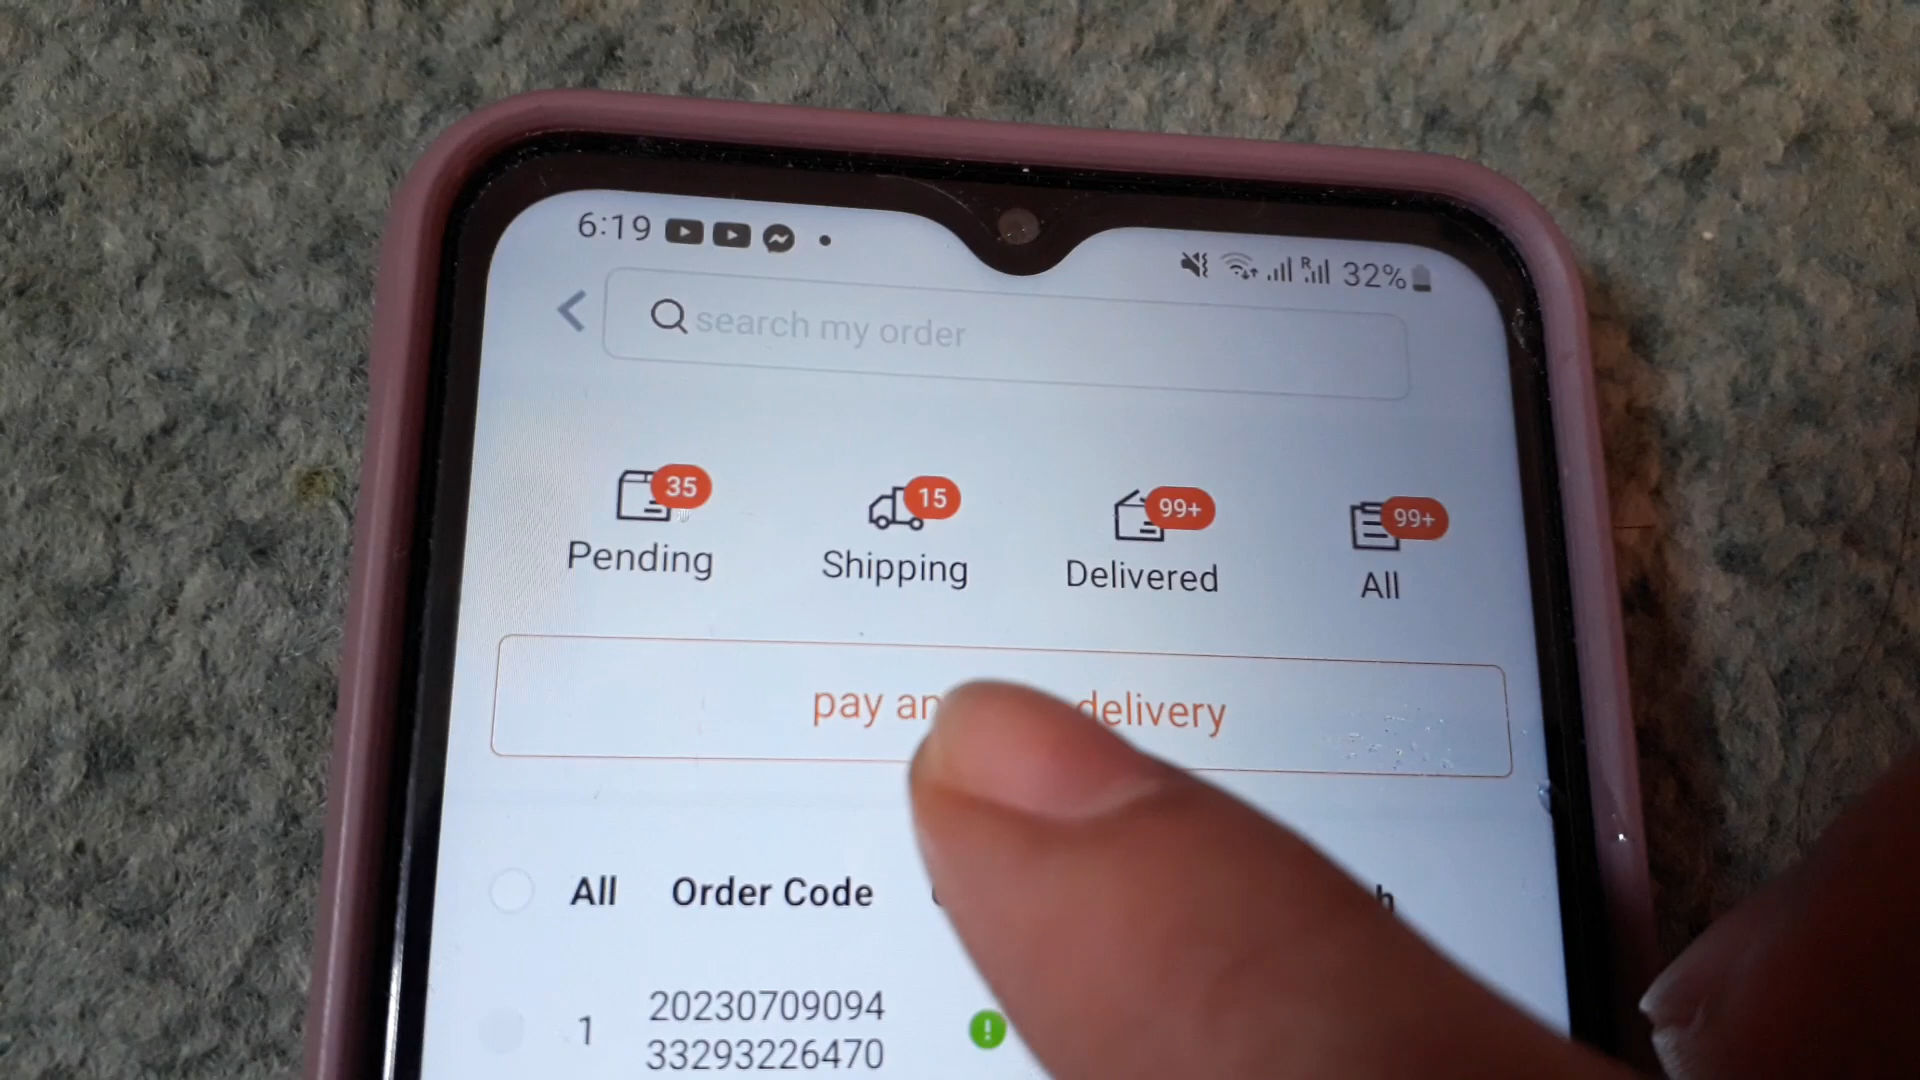 6:19
R
32%
search my order
35
15
99+
99+
Pending
Shipping
Delivered
All
pay delivery
All Order Code
1
20230709094
33293226470